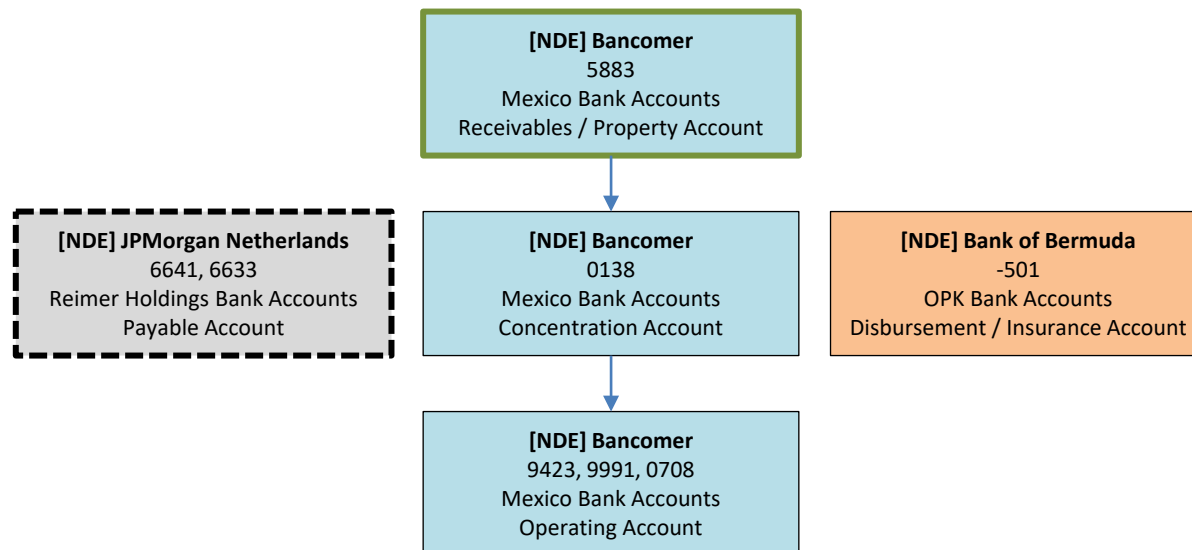 [NDE] Bancomer
5883
Mexico Bank Accounts
Receivables / Property Account
[NDE] JPMorgan Netherlands
6641, 6633
Reimer Holdings Bank Accounts
Payable Account
[NDE] Bancomer
0138
Mexico Bank Accounts
Concentration Account
[NDE] Bank of Bermuda
-501
OPK Bank Accounts
Disbursement / Insurance Account
[NDE] Bancomer
9423, 9991, 0708
Mexico Bank Accounts
Operating Account